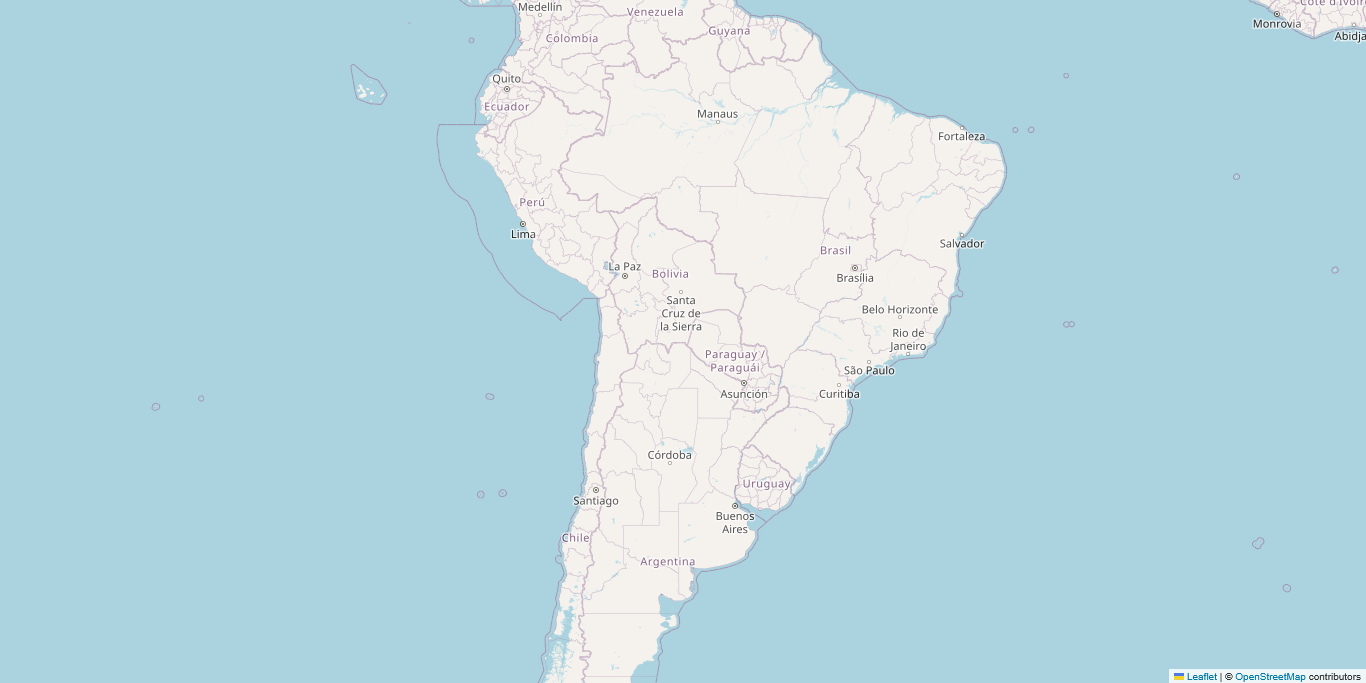 Medellín
Venezuela
Monrovia
Abidja
Colombia
Guyana
Quito
Ecuador
Manaus
Fortaleza
Perú
Lima
Salvador
Brasil
La Paz
Bolivia
Brasília
Santa
Cruz de
la Sierra
Belo Horizonte
Rio de
Janeiro
Paraguay /
Paraguái
São Paulo
Asunción
Curitiba
Córdoba
Uruguay
Santiago
Buenos
Aires
Chile
Argentina
Leaflet | © OpenStreetMap contributors